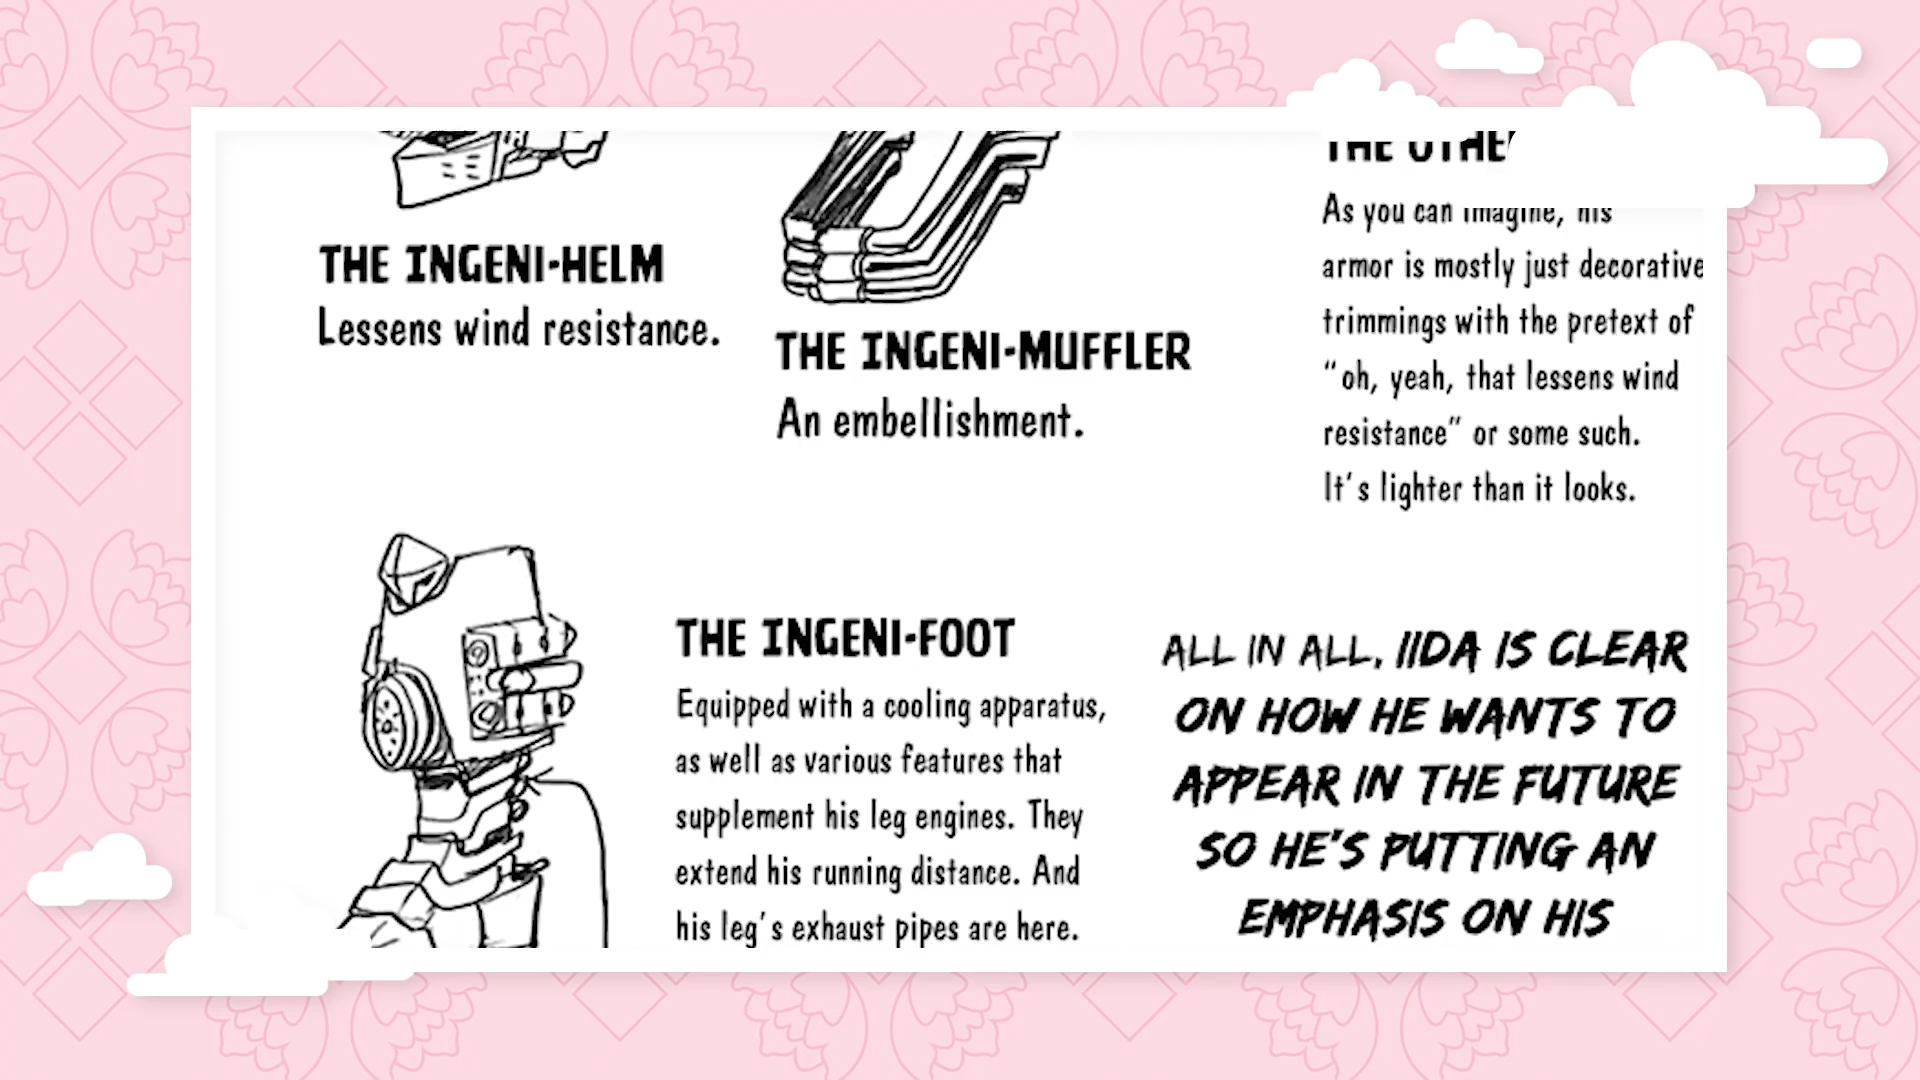 THE INGENI-HELM
Lessens wind resistance.
THE INGENI-MUFFLER
An embellishment.
THE
As you can imagine, his
armor is mostly just decorative
trimmings with the pretext of
“oh, yeah, that lessens wind
resistance” or some such.
It’s lighter than it looks.
THE INGENI-FOOT
Equipped with a cooling apparatus,
as well as various features that
supplement his leg engines. They
extend his running distance. And
his leg’s exhaust pipes are here.
ALL IN ALL, IIDA IS CLEAR
ON HOW HE WANTS TO
APPEAR IN THE FUTURE
SO HE’S PUTTING AN
EMPHASIS ON HIS